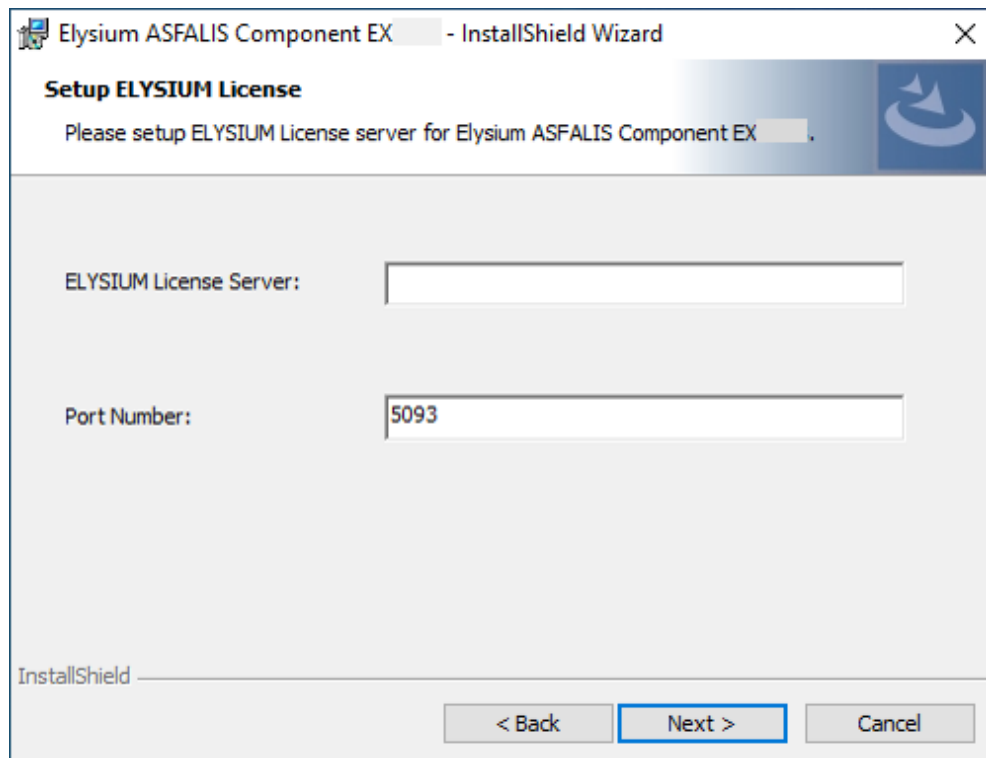 Elysium ASFALIS Component EX - InstallShield Wizard
Setup ELYSIUM License
Please setup ELYSIUM License server for Elysium ASFALIS Component EX .
ELYSIUM License Server:
Port Number: 5093
InstallShield
< Back Next > Cancel